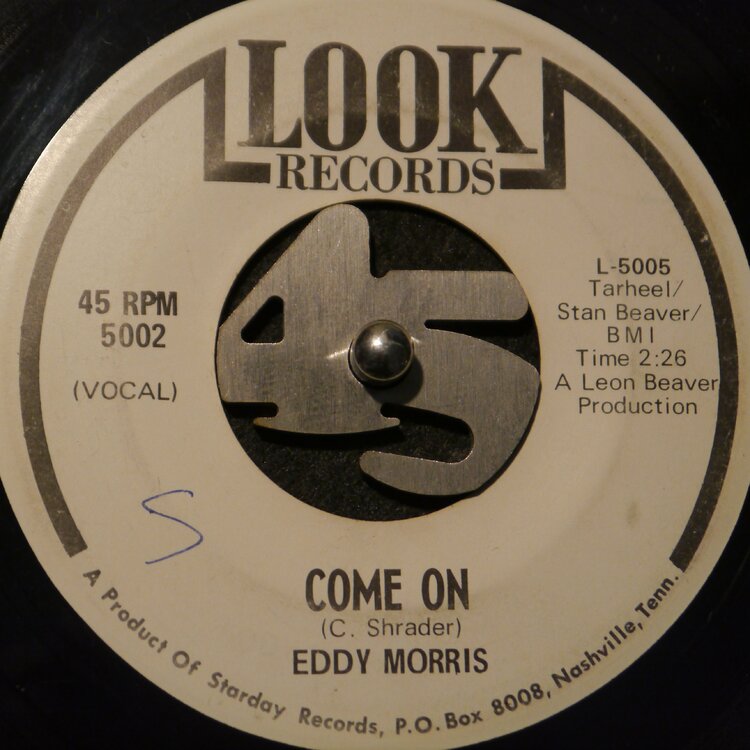 LOOK
RECORDS
45 RPM
5002
(VOCAL)
L-5005
Tarheel/
Stan Beaver/
BMI
Time 2:26
A Leon Beaver
Production
45
S
COME ON
(C. Shrader)
EDDY MORRIS
A Product Of Starday Records, P.O. Box 8008, Nashville, Tenn.